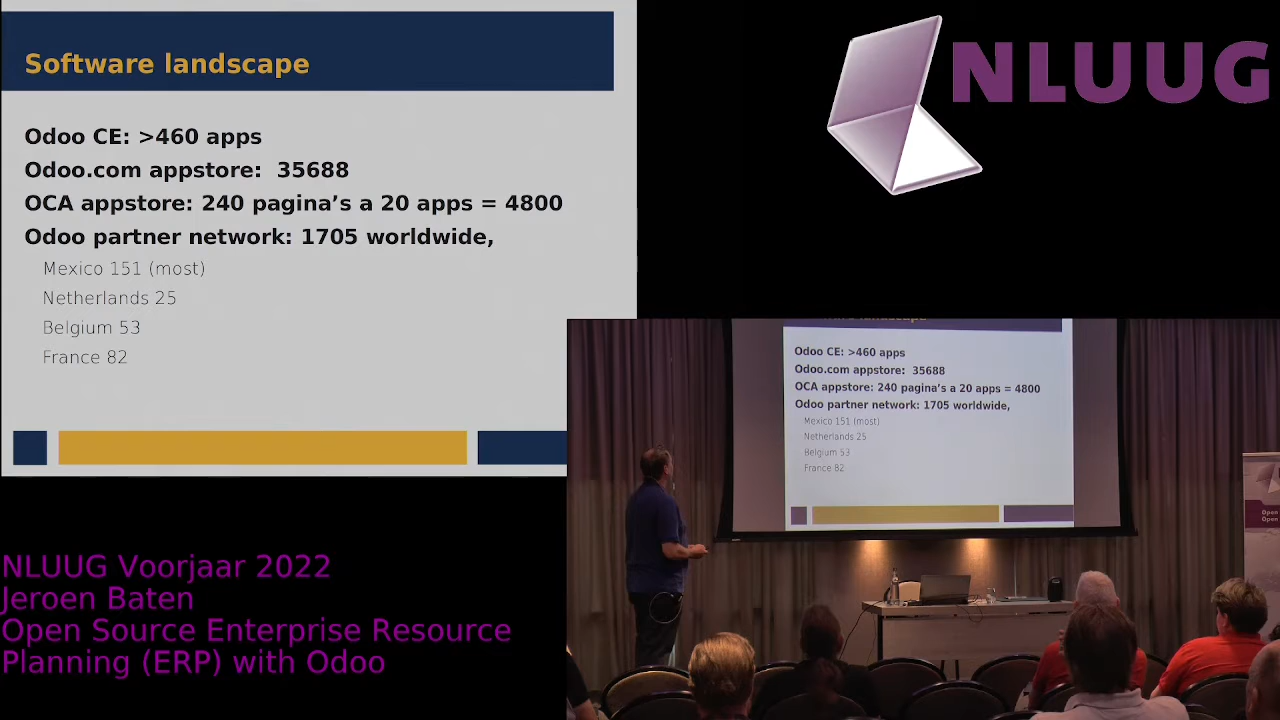 Software landscape
Odoo CE: >460 apps
Odoo.com appstore:  35688
OCA appstore: 240 pagina’s a 20 apps = 4800
Odoo partner network: 1705 worldwide,
Mexico 151 (most)
Netherlands 25
Belgium 53
France 82
NLUUG
Odoo CE: >460 apps
Odoo.com appstore:  35688
OCA appstore: 240 pagina’s a 20 apps = 4800
Odoo partner network: 1705 worldwide,
Mexico 151 (most)
Netherlands 25
Belgium 53
France 82
Open
Open
NLUUG Voorjaar 2022
Jeroen Baten
Open Source Enterprise Resource
Planning (ERP) with Odoo